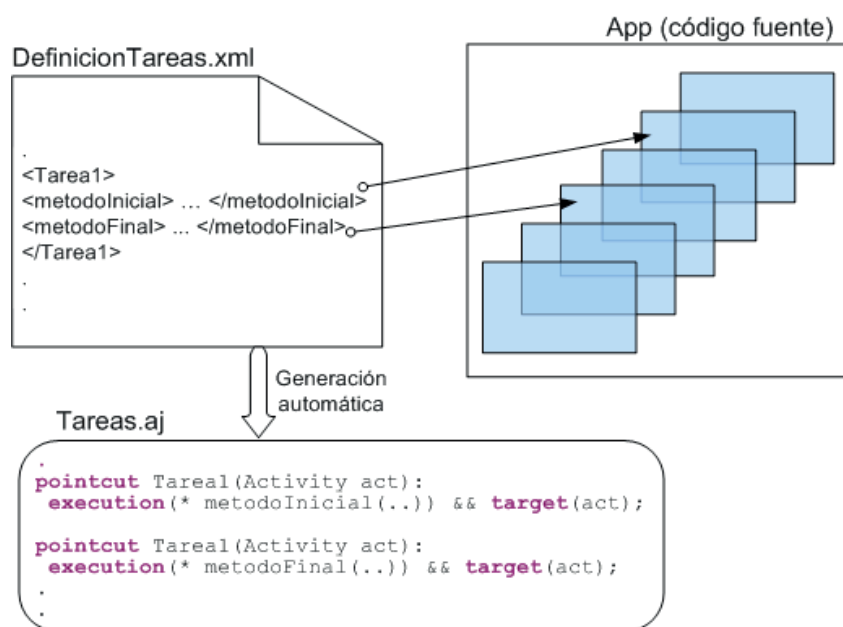 App (código fuente)
DefinicionTareas.xml
.
<Tarea1>
<metodoInicial> ... </metodoInicial>
<metodoFinal> ... </metodoFinal>
</Tarea1>
.
.
Generación
automática
Tareas.aj
.
pointcut Tarea1(Activity act):
execution(* metodoInicial(..)) && target(act);
pointcut Tarea1(Activity act):
execution(* metodoFinal(..)) && target(act);
.
.